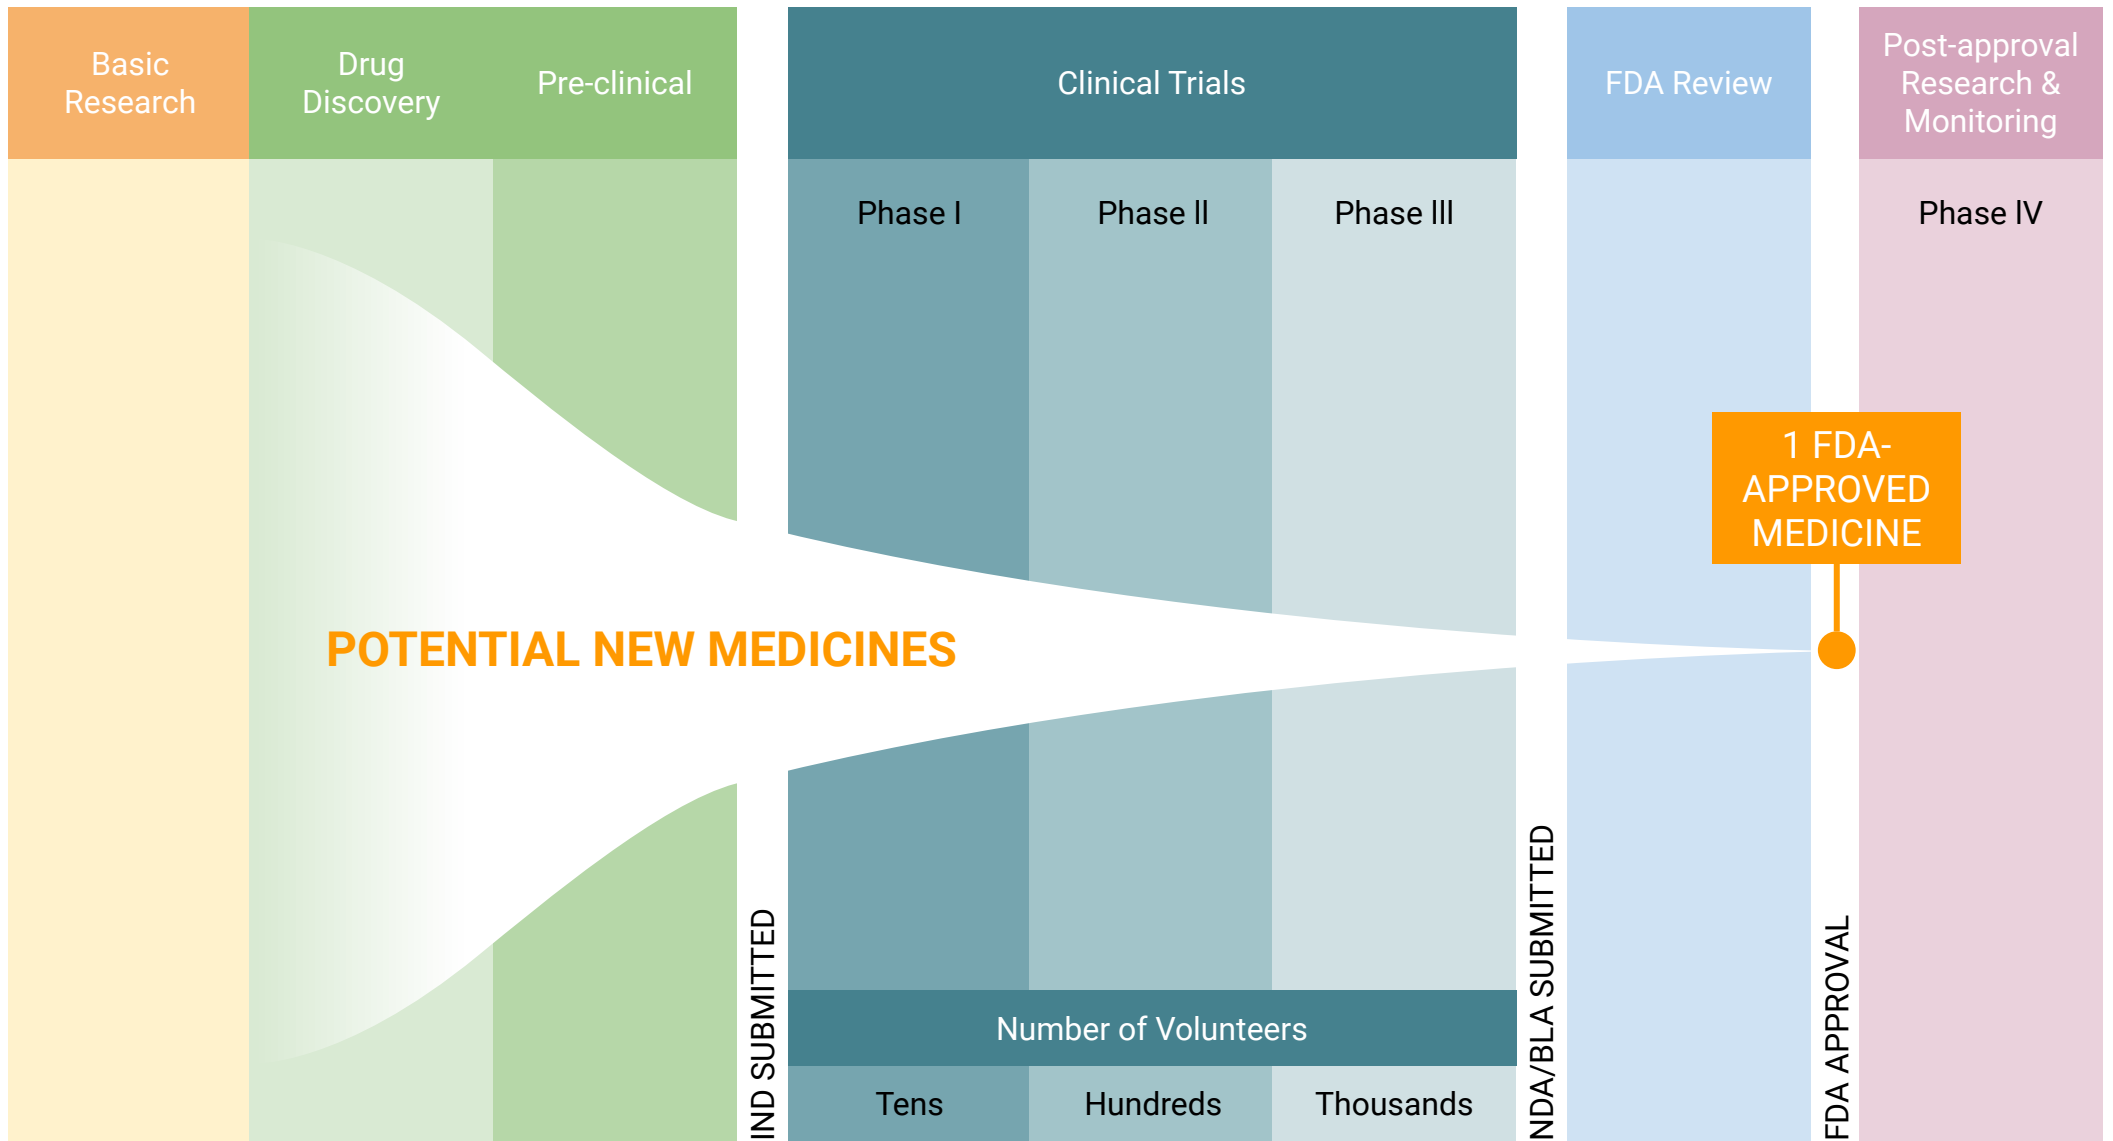 Basic
Research
Drug
Discovery
Pre-clinical
Clinical Trials
FDA Review
Post-approval
Research &
Monitoring
Phase I
Phase II
Phase III
Phase IV
1 FDA-
APPROVED
MEDICINE
POTENTIAL NEW MEDICINES
IND SUBMITTED
NDA/BLA SUBMITTED
FDA APPROVAL
Number of Volunteers
Tens
Hundreds
Thousands